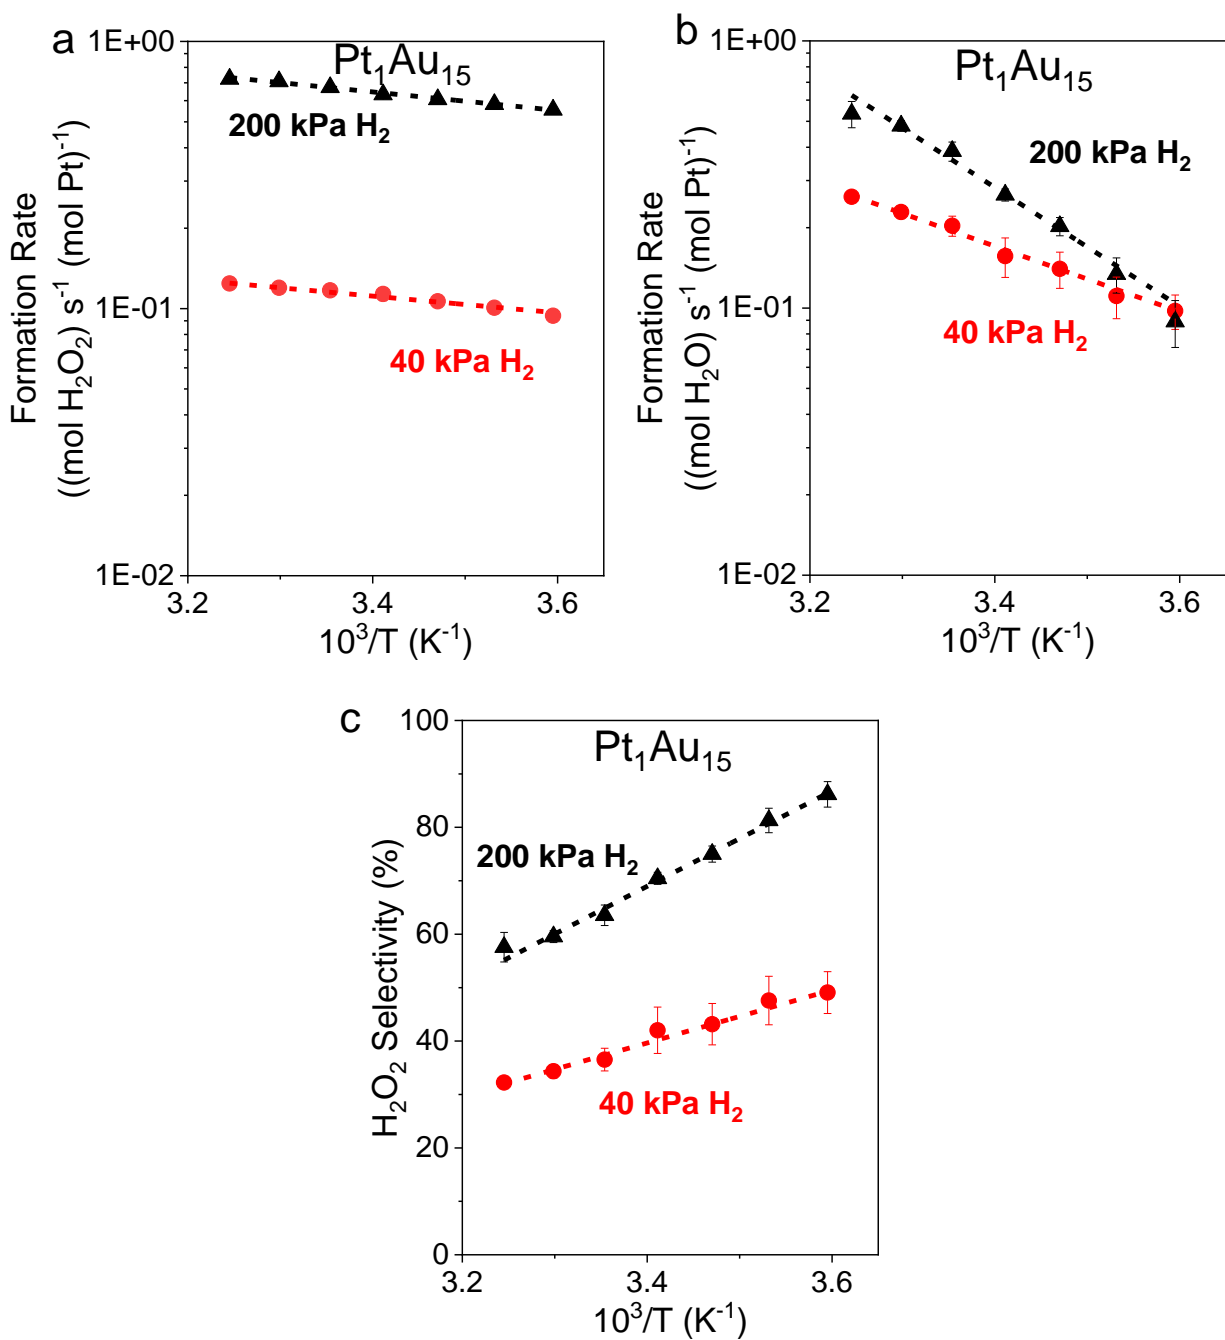 a
1E+00
Pt₁Au₁₅
200 kPa H₂
1E-01
40 kPa H₂
1E-02
3.2
3.4
3.6
10³/T (K⁻¹)
Formation Rate
((mol H₂O₂) s⁻¹ (mol Pt)⁻¹)
b
1E+00
Pt₁Au₁₅
200 kPa H₂
1E-01
40 kPa H₂
1E-02
3.2
3.4
3.6
10³/T (K⁻¹)
Formation Rate
((mol H₂O) s⁻¹ (mol Pt)⁻¹)
c
100
Pt₁Au₁₅
80
200 kPa H₂
60
40
40 kPa H₂
20
0
3.2
3.4
3.6
10³/T (K⁻¹)
H₂O₂ Selectivity (%)